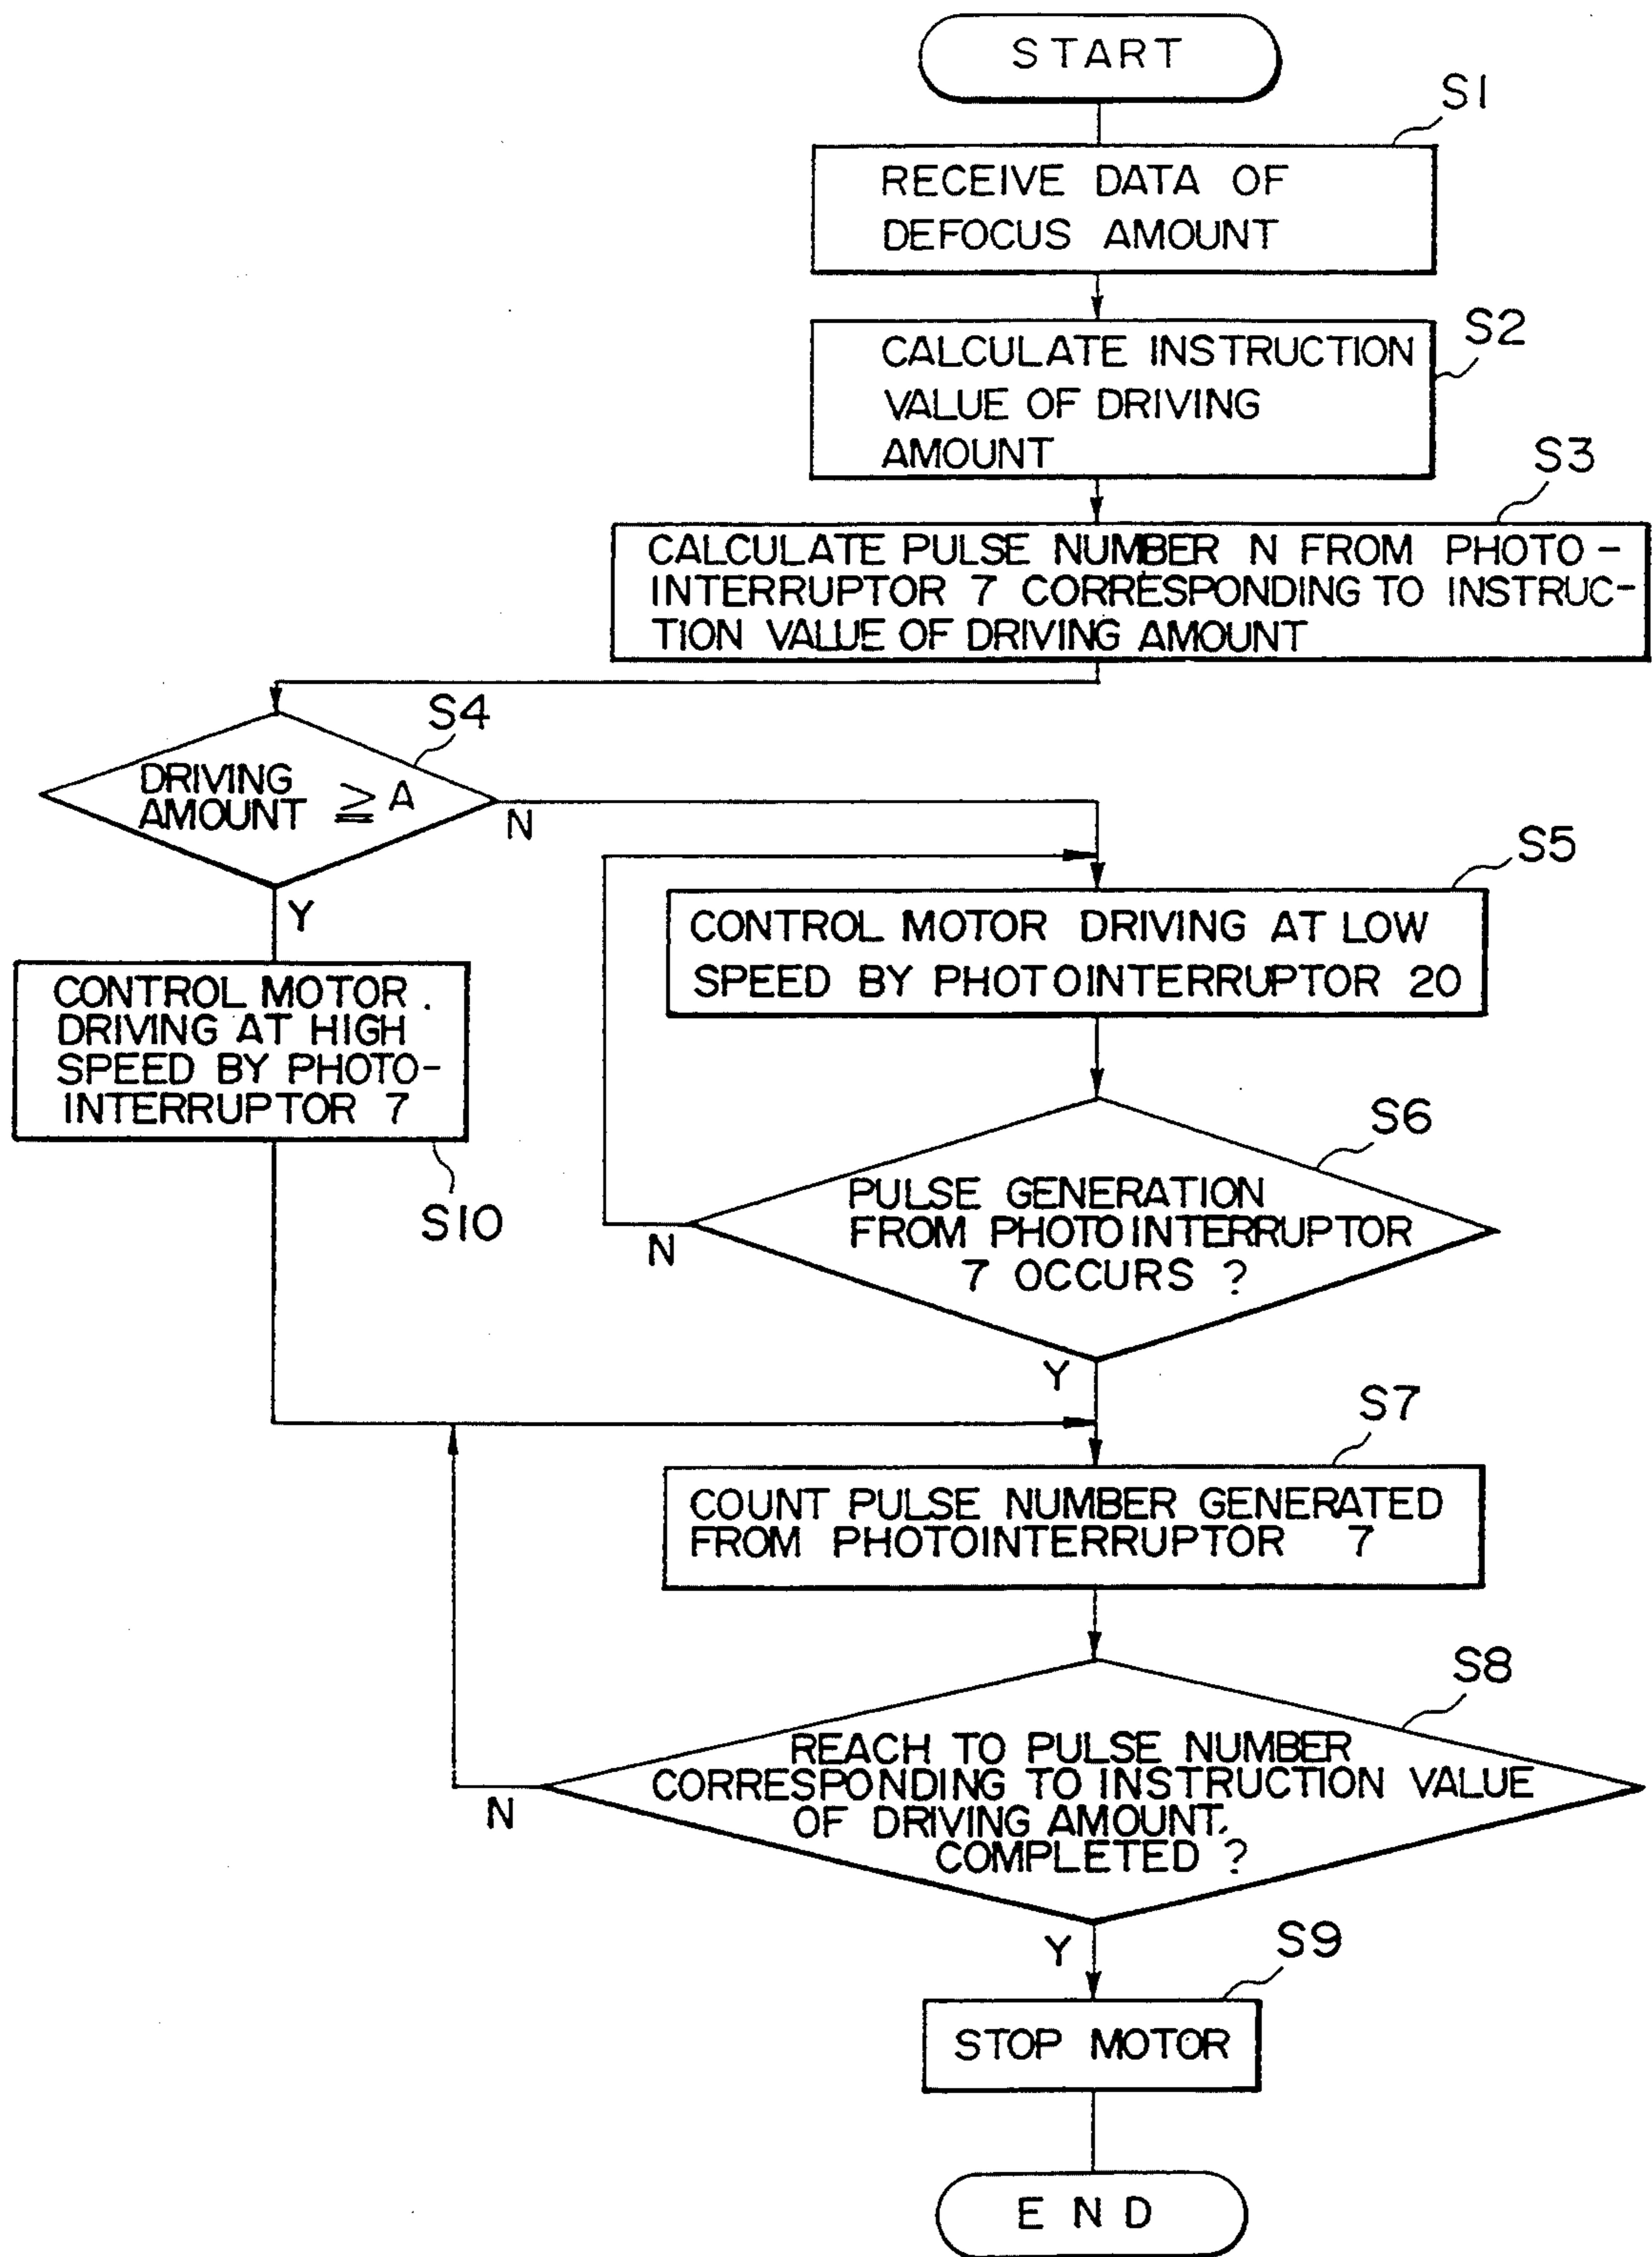 START
S1
RECEIVE DATA OF
DEFOCUS AMOUNT
S2
CALCULATE INSTRUCTION
VALUE OF DRIVING
AMOUNT
S3
CALCULATE PULSE NUMBER N FROM PHOTO-
INTERRUPTOR 7 CORRESPONDING TO INSTRUC-
TION VALUE OF DRIVING AMOUNT
S4
DRIVING
AMOUNT ≧ A
N
Y
S5
CONTROL MOTOR DRIVING AT LOW
SPEED BY PHOTOINTERRUPTOR 20
CONTROL MOTOR
DRIVING AT HIGH
SPEED BY PHOTO-
INTERRUPTOR 7
S10
S6
PULSE GENERATION
FROM PHOTOINTERRUPTOR
7 OCCURS ?
N
Y
S7
COUNT PULSE NUMBER GENERATED
FROM PHOTOINTERRUPTOR 7
S8
REACH TO PULSE NUMBER
CORRESPONDING TO INSTRUCTION VALUE
OF DRIVING AMOUNT,
COMPLETED ?
N
Y
S9
STOP MOTOR
END